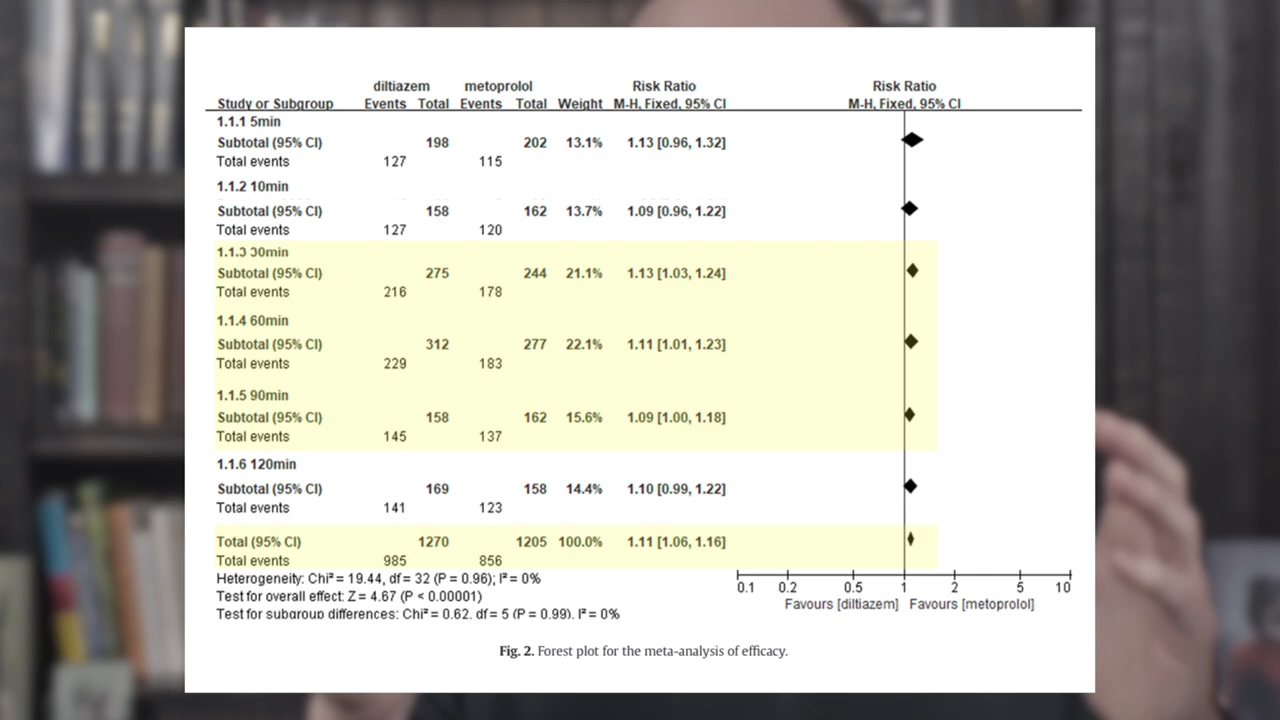 diltiazem metoprolol Risk Ratio Risk Ratio
Study or Subgroup Events Total Events Total Weight M-H, Fixed, 95% CI M-H, Fixed, 95% CI
1.1.1 5min
Subtotal (95% CI) 198 202 13.1% 1.13 [0.96, 1.32]
Total events 127 115
1.1.2 10min
Subtotal (95% CI) 158 162 13.7% 1.09 [0.96, 1.22]
Total events 127 120
1.1.3 30min
Subtotal (95% CI) 275 244 21.1% 1.13 [1.03, 1.24]
Total events 216 178
1.1.4 60min
Subtotal (95% CI) 312 277 22.1% 1.11 [1.01, 1.23]
Total events 229 183
1.1.5 90min
Subtotal (95% CI) 158 162 15.6% 1.09 [1.00, 1.18]
Total events 145 137
1.1.6 120min
Subtotal (95% CI) 169 158 14.4% 1.10 [0.99, 1.22]
Total events 141 123
Total (95% CI) 1270 1205 100.0% 1.11 [1.06, 1.16]
Total events 985 856
Heterogeneity: Chi² = 19.44, df = 32 (P = 0.96); I² = 0%
Test for overall effect: Z = 4.67 (P < 0.00001)
Test for subgroup differences: Chi² = 0.62, df = 5 (P = 0.99), I² = 0%
0.1 0.2 0.5 1 2 5 10
Favours [diltiazem] Favours [metoprolol]
Fig. 2. Forest plot for the meta-analysis of efficacy.